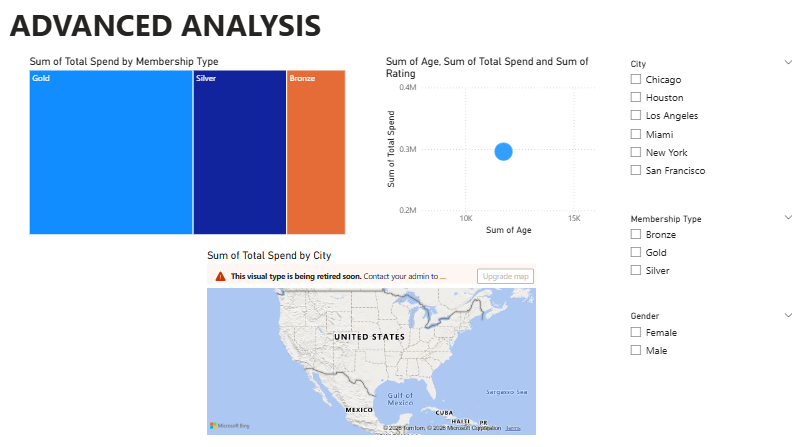 ADVANCED ANALYSIS
Sum of Total Spend by Membership Type
Gold
Silver
Bronze
Sum of Age, Sum of Total Spend and Sum of
Rating
0.4M
0.3M
0.2M
Sum of Total Spend
10K
15K
Sum of Age
City
Chicago
Houston
Los Angeles
Miami
New York
San Francisco
Membership Type
Bronze
Gold
Silver
Gender
Female
Male
Sum of Total Spend by City
This visual type is being retired soon. Contact your admin to ...
Upgrade map
UNITED STATES
Gulf of
Mexico
Sargasso Sea
MEXICO
CUBA
HAITI
PR
Microsoft Bing
© 2026 TomTom, © 2026 Microsoft Corporation
Terms